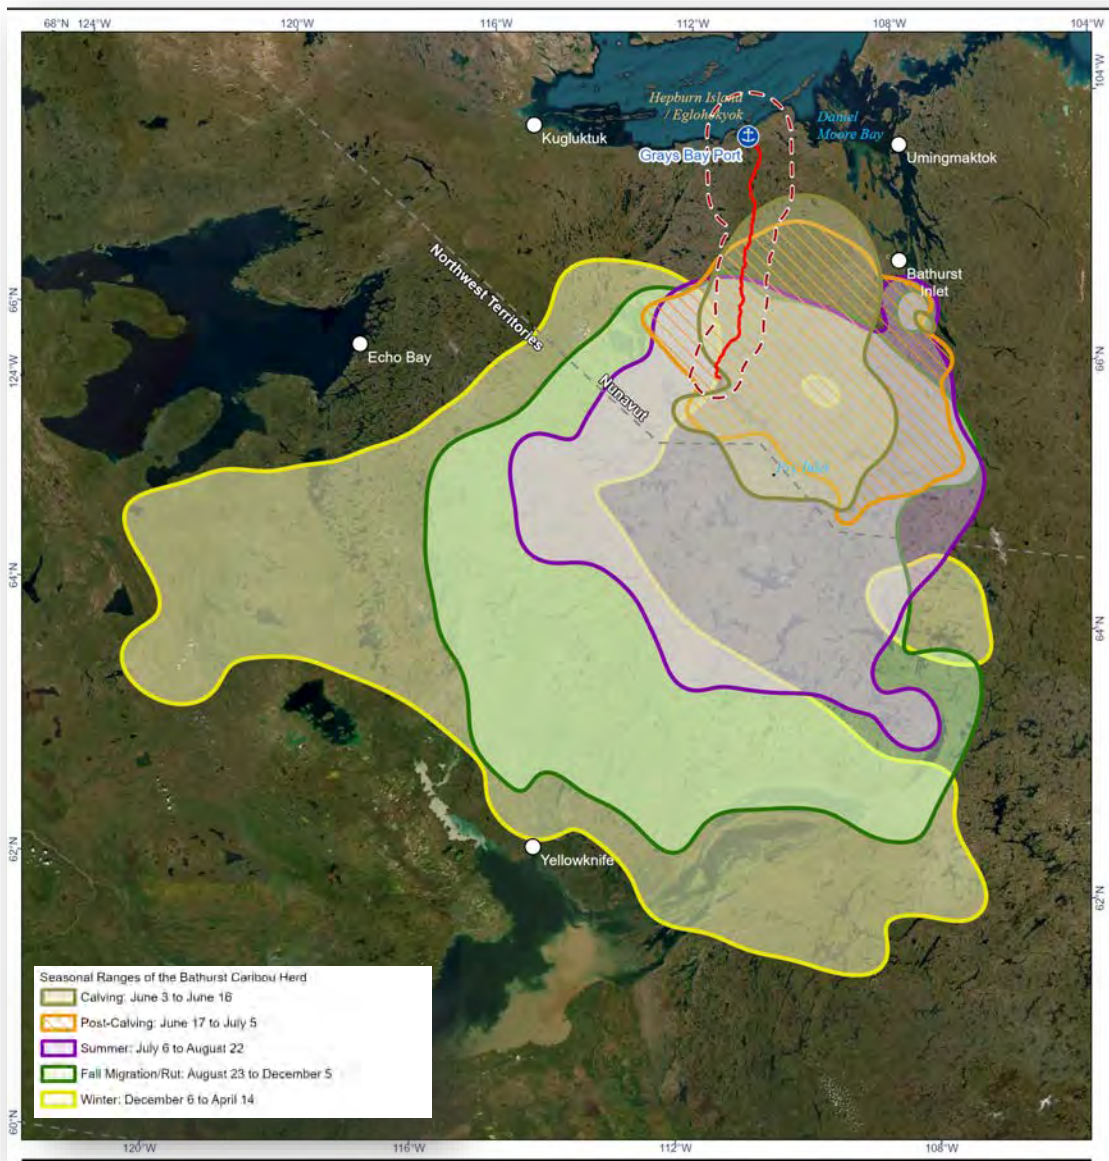 68°N 124°W 120°W 116°W 112°W 108°W 104°W
104°W
Hepburn Island
/ Eglohokyok
Daniel
Moore Bay
Kugluktuk
Umingmaktok
Grays Bay Port
Bathurst
Inlet
Northwest Territories
66°N
66°N
Echo Bay
124°W
Nunavut
64°N
64°N
62°N
Yellowknife
62°N
Seasonal Ranges of the Bathurst Caribou Herd
Calving: June 3 to June 16
Post-Calving: June 17 to July 5
Summer: July 6 to August 22
Fall Migration/Rut: August 23 to December 5
Winter: December 6 to April 14
60°N
120°W 116°W 112°W 108°W